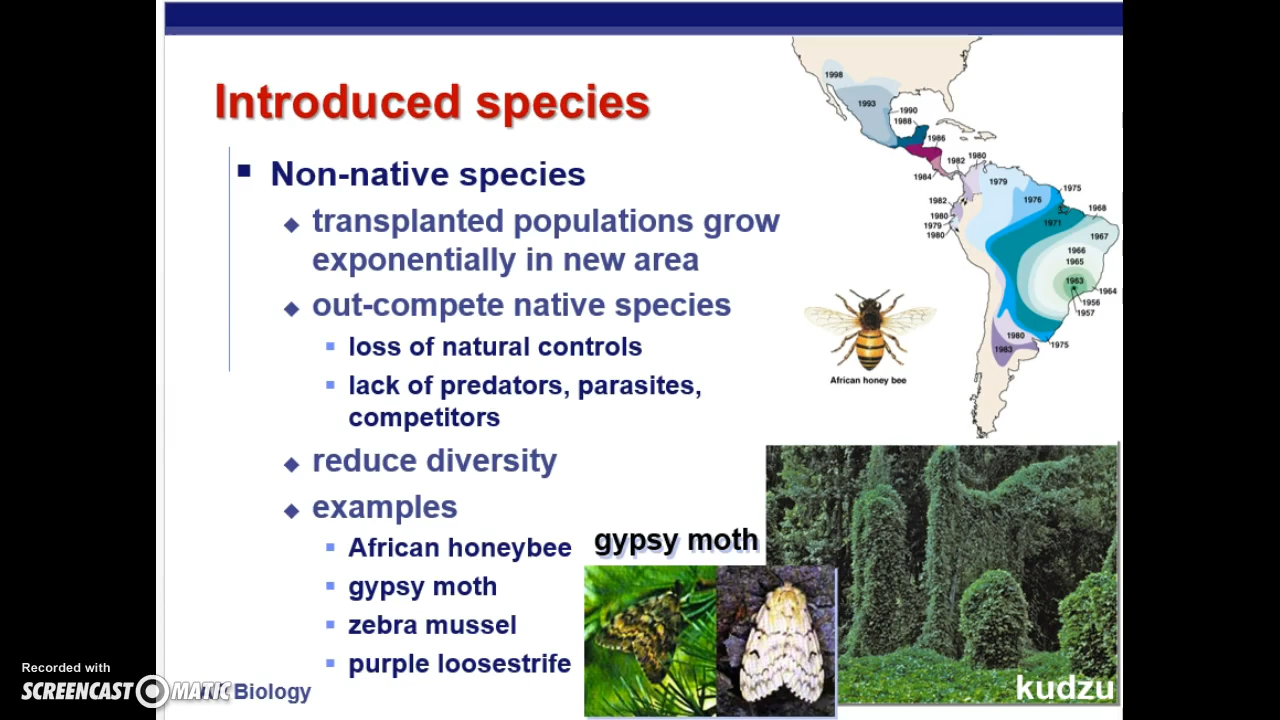 Introduced species
Non-native species
transplanted populations grow
exponentially in new area
out-compete native species
loss of natural controls
lack of predators, parasites,
competitors
reduce diversity
examples
African honeybee
gypsy moth
zebra mussel
purple loosestrife
1998
1993
1990
1988
1986
1984
1982
1980
1979
1976
1975
1971
1968
1967
1966
1965
1963
1964
1956
1957
1982
1980
1979
1980
1980
1983
1975
African honey bee
gypsy moth
kudzu
Recorded with
SCREENCAST MATIC
Biology